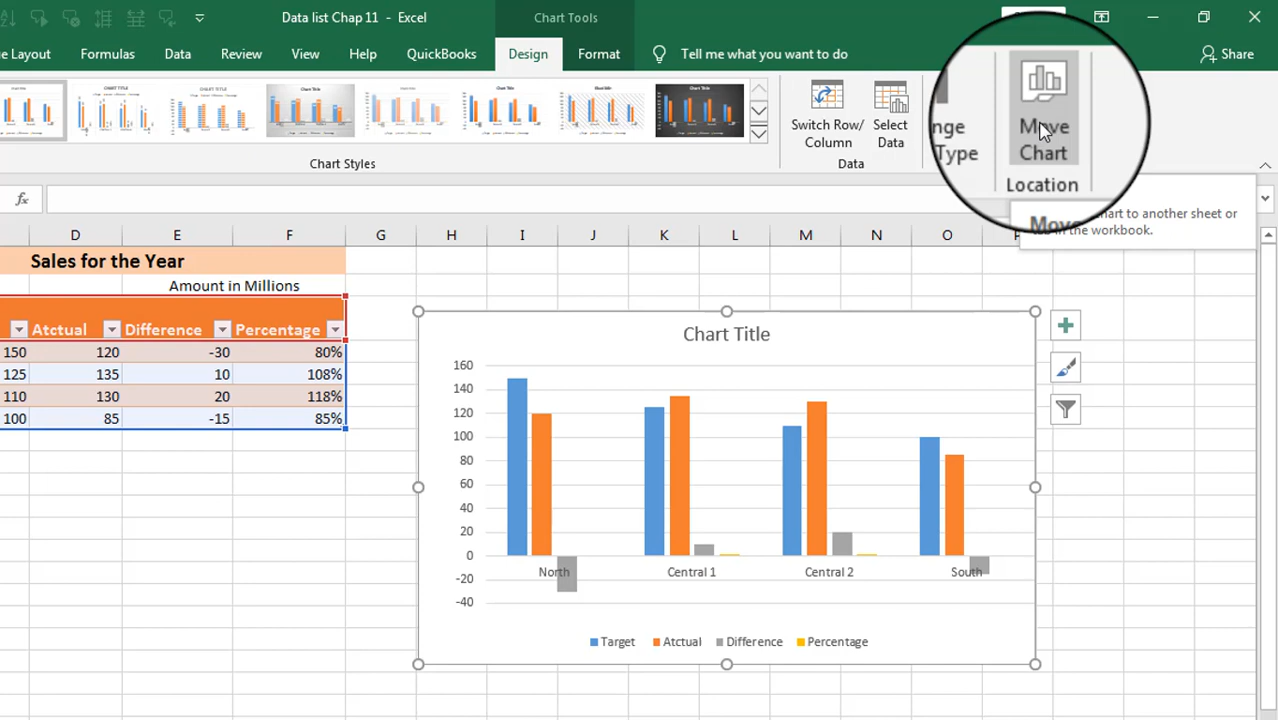 Data list Chap 11 - Excel
Chart Tools
Layout
Formulas
Data
Review
View
Help
QuickBooks
Design
Format
Tell me what you want to do
Share
Switch Row/
Column
Select
Data
nge
Type
Move
Chart
Chart Styles
Data
Location
fx
Move
hart to another sheet or
in the workbook.
D E F G H I J K L M N O
Sales for the Year
Amount in Millions
Atctual Difference Percentage
150 120 -30 80%
125 135 10 108%
110 130 20 118%
100 85 -15 85%
Chart Title
160
140
120
100
80
60
40
20
0
-20
-40
North Central 1 Central 2 South
Target Atctual Difference Percentage